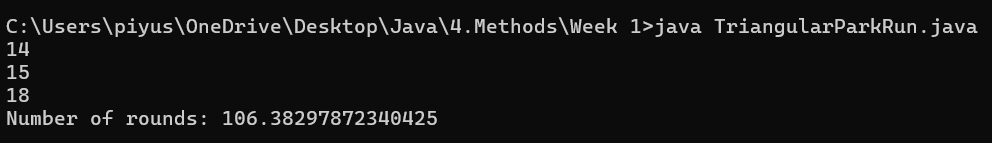 C:\Users\piyus\OneDrive\Desktop\Java\4.Methods\Week 1>java TriangularParkRun.java
14
15
18
Number of rounds: 106.38297872340425